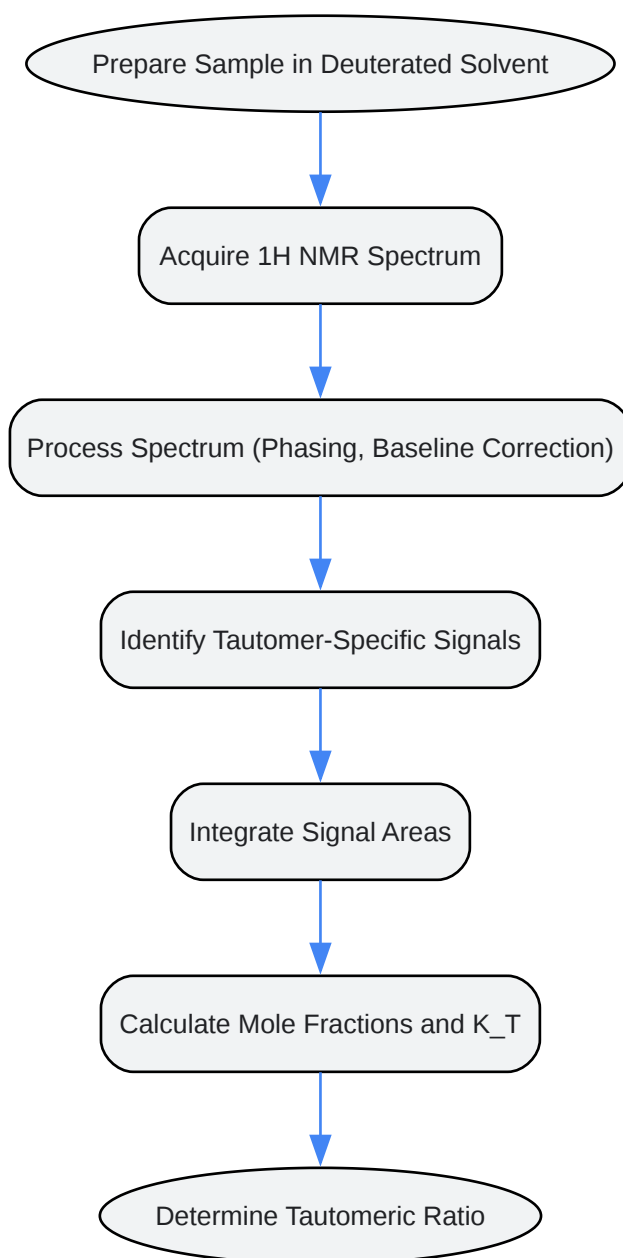 Prepare Sample in Deuterated Solvent
Acquire 1H NMR Spectrum
Process Spectrum (Phasing, Baseline Correction)
Identify Tautomer-Specific Signals
Integrate Signal Areas
Calculate Mole Fractions and K_T
Determine Tautomeric Ratio